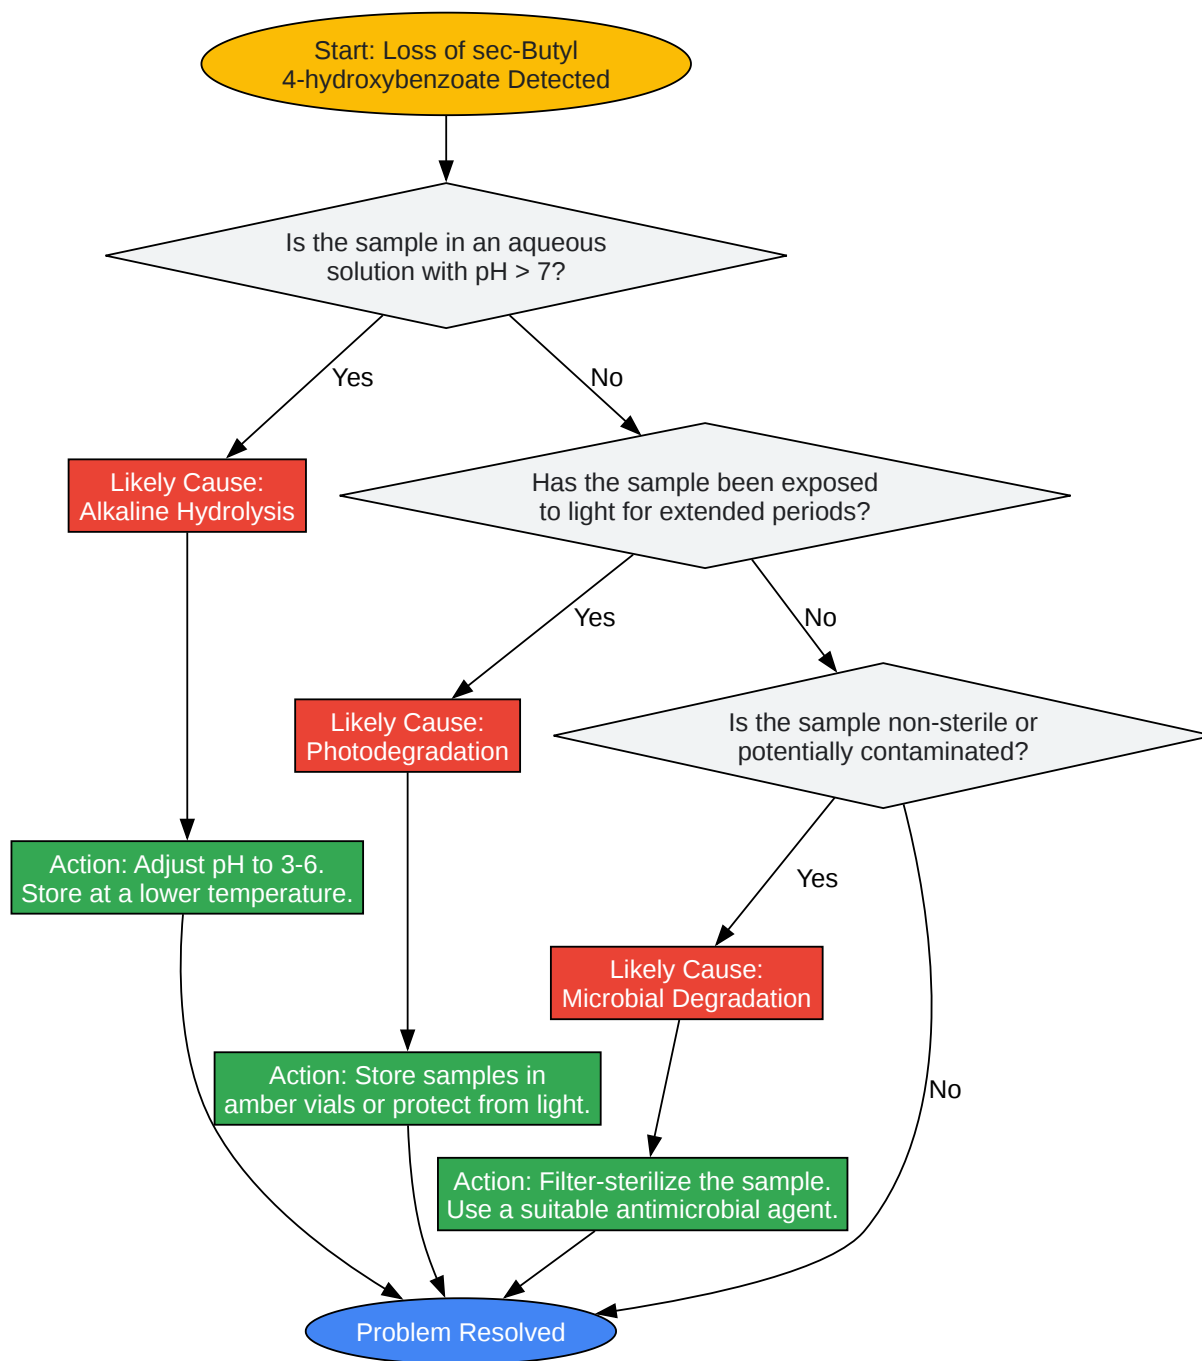 Start: Loss of sec-Butyl
4-hydroxybenzoate Detected
Is the sample in an aqueous
solution with pH > 7?
Yes
No
Likely Cause:
Alkaline Hydrolysis
Has the sample been exposed
to light for extended periods?
Yes
No
Likely Cause:
Photodegradation
Is the sample non-sterile or
potentially contaminated?
Action: Adjust pH to 3-6.
Store at a lower temperature.
Yes
Likely Cause:
Microbial Degradation
Action: Store samples in
amber vials or protect from light.
No
Action: Filter-sterilize the sample.
Use a suitable antimicrobial agent.
Problem Resolved